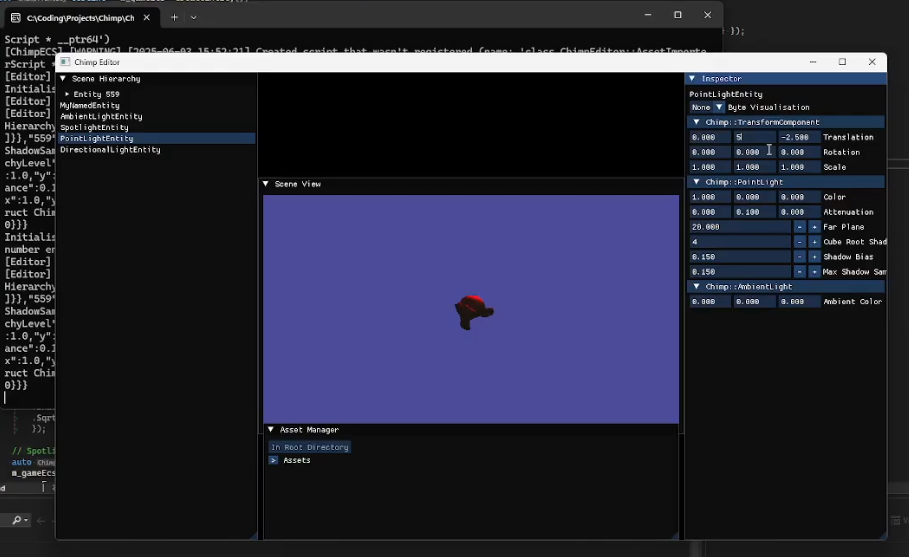 C:\Coding\Projects\Chimp\Ch
Script * __ptr64')
[ChimpECS] [WARNING] [2025-06-03 15:52:21] Created script that wasn't registered (name: 'class ChimpEditor::AssetImporte
rScript *
[Editor]
Initialis
[Editor]
[Editor]
Hierarchy
]}},"559"
ShadowSam
chyLevel"
:1.0,"y":
ance":0.1
x":1.0,"y
ruct Chim
0}}}
Initialis
number en
[Editor]
[Editor]
Hierarchy
]}},"559"
ShadowSam
chyLevel"
:1.0,"y":
ance":0.1
x":1.0,"y
ruct Chim
0}}}
});
.Sqrt
});
// Spotli
auto Chimp
m_gameEcs
Chimp Editor
Scene Hierarchy
Entity 559
MyNamedEntity
AmbientLightEntity
SpotlightEntity
PointLightEntity
DirectionalLightEntity
Scene View
Asset Manager
In Root Directory
> Assets
Inspector
PointLightEntity
None Byte Visualisation
Chimp::TransformComponent
0.000 5 -2.500 Translation
0.000 0.000 0.000 Rotation
1.000 1.000 1.000 Scale
Chimp::PointLight
1.000 0.000 0.000 Color
0.000 0.100 0.000 Attenuation
20.000 - + Far Plane
4 - + Cube Root Shad
0.150 - + Shadow Bias
0.150 - + Max Shadow Sam
Chimp::AmbientLight
0.000 0.000 0.000 Ambient Color